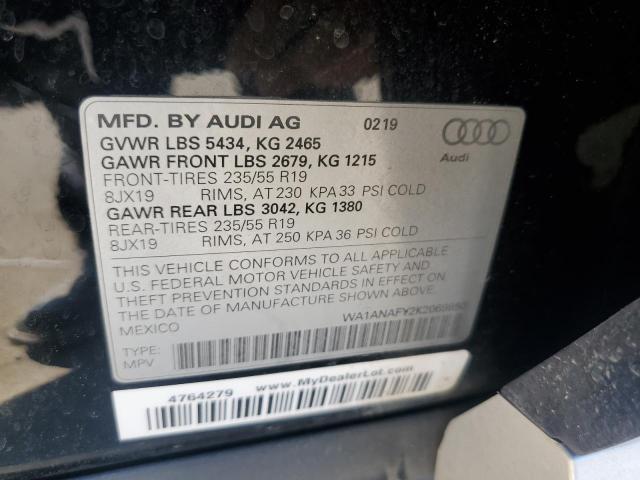 MFD. BY AUDI AG 0219
GVWR LBS 5434, KG 2465
GAWR FRONT LBS 2679, KG 1215
Audi
FRONT-TIRES 235/55 R19
8JX19 RIMS, AT 230 KPA 33 PSI COLD
GAWR REAR LBS 3042, KG 1380
REAR-TIRES 235/55 R19
8JX19 RIMS, AT 250 KPA 36 PSI COLD
THIS VEHICLE CONFORMS TO ALL APPLICABLE
U.S. FEDERAL MOTOR VEHICLE SAFETY AND
THEFT PREVENTION STANDARDS IN EFFECT ON
THE DATE OF MANUFACTURE SHOWN ABOVE.
MEXICO
TYPE:
MPV
4764279 www.MyDealerLot.com